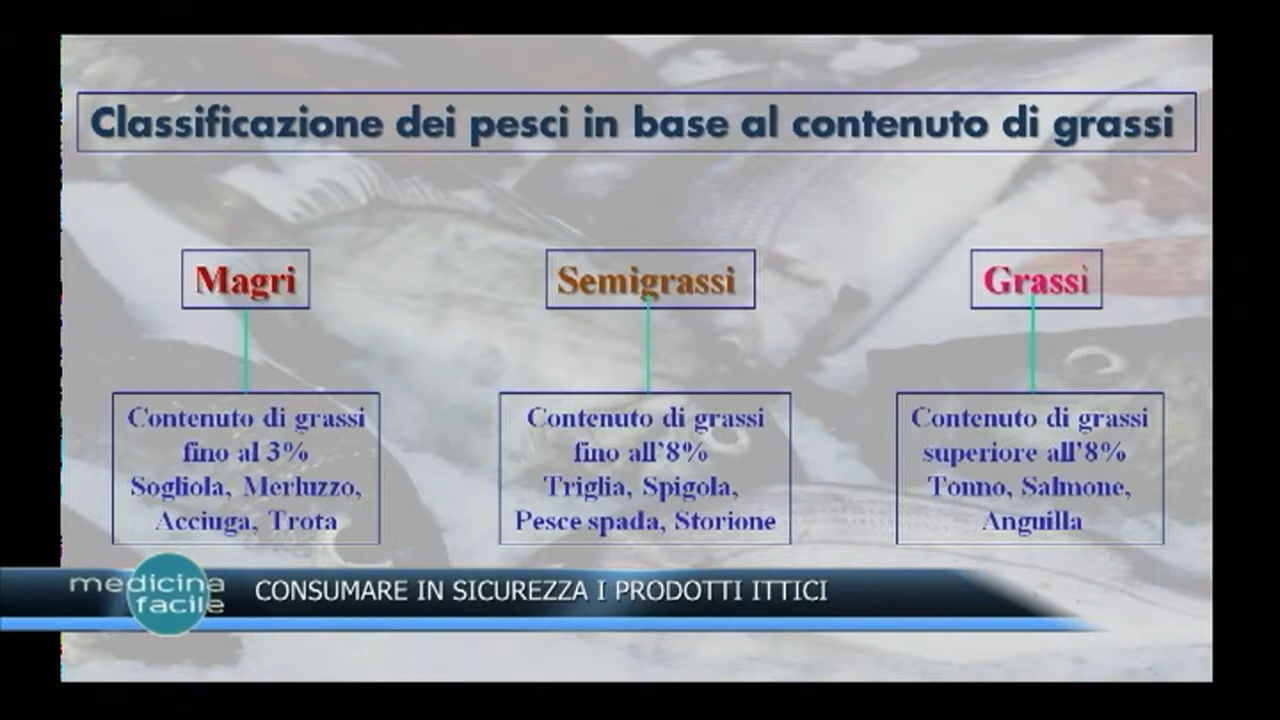 Classificazione dei pesci in base al contenuto di grassi
Magri
Semigrassi
Grassi
Contenuto di grassi
fino al 3%
Sogliola, Merluzzo,
Acciuga, Trota
Contenuto di grassi
fino all'8%
Triglia, Spigola,
Pesce spada, Storione
Contenuto di grassi
superiore all'8%
Tonno, Salmone,
Anguilla
medicina
facile
CONSUMARE IN SICUREZZA I PRODOTTI ITTICI